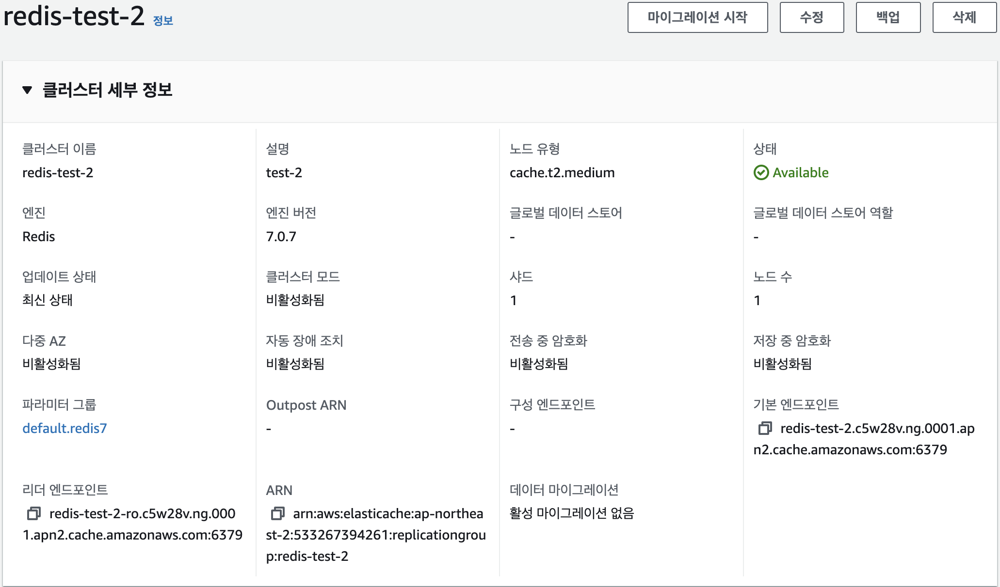 redis-test-2 정보
마이그레이션 시작
수정
백업
삭제
클러스터 세부 정보
클러스터 이름
redis-test-2
설명
test-2
노드 유형
cache.t2.medium
상태
Available
엔진
Redis
엔진 버전
7.0.7
글로벌 데이터 스토어
-
글로벌 데이터 스토어 역할
-
업데이트 상태
최신 상태
클러스터 모드
비활성화됨
샤드
1
노드 수
1
다중 AZ
비활성화됨
자동 장애 조치
비활성화됨
전송 중 암호화
비활성화됨
저장 중 암호화
비활성화됨
파라미터 그룹
default.redis7
Outpost ARN
-
구성 엔드포인트
-
기본 엔드포인트
redis-test-2.c5w28v.ng.0001.ap
n2.cache.amazonaws.com:6379
리더 엔드포인트
redis-test-2-ro.c5w28v.ng.000
1.apn2.cache.amazonaws.com:6379
ARN
arn:aws:elasticache:ap-northea
st-2:533267394261:replicationgrou
p:redis-test-2
데이터 마이그레이션
활성 마이그레이션 없음